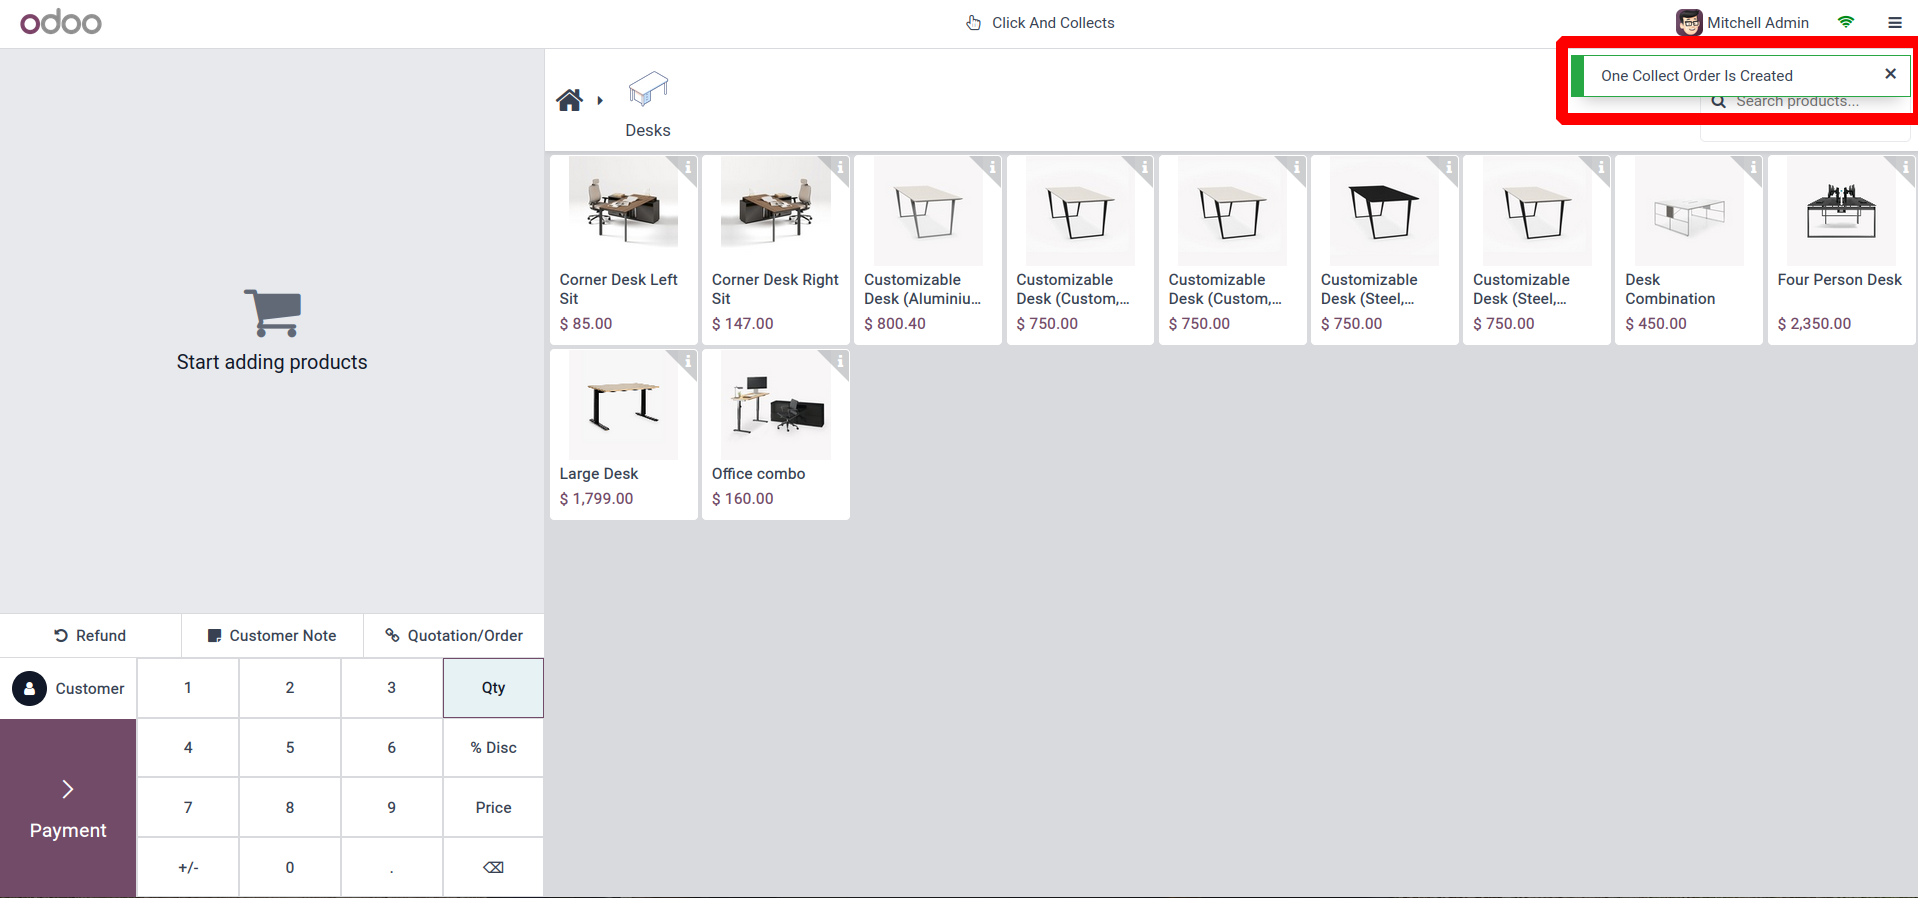 odoo
Click And Collects
Mitchell Admin
One Collect Order Is Created
Search products...
Desks
Corner Desk Left
Sit
$ 85.00
Corner Desk Right
Sit
$ 147.00
Customizable
Desk (Aluminiu...
$ 800.40
Customizable
Desk (Custom,...
$ 750.00
Customizable
Desk (Custom,...
$ 750.00
Customizable
Desk (Steel,...
$ 750.00
Customizable
Desk (Steel,...
$ 750.00
Desk
Combination
$ 450.00
Four Person Desk
$ 2,350.00
Large Desk
$ 1,799.00
Office combo
$ 160.00
Start adding products
Refund
Customer Note
Quotation/Order
Customer
1
2
3
Qty
4
5
6
% Disc
7
8
9
Price
Payment
+/-
0
.